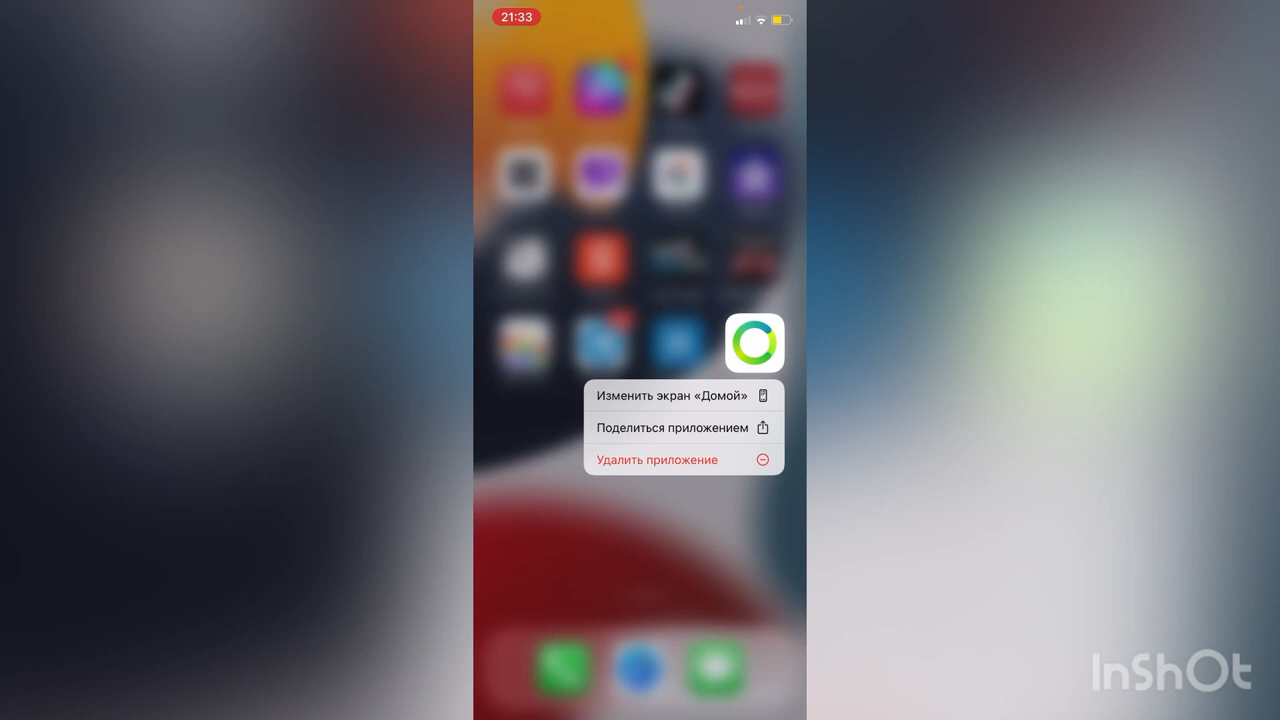 21:33
Изменить экран «Домой»
Поделиться приложением
Удалить приложение
InShOt